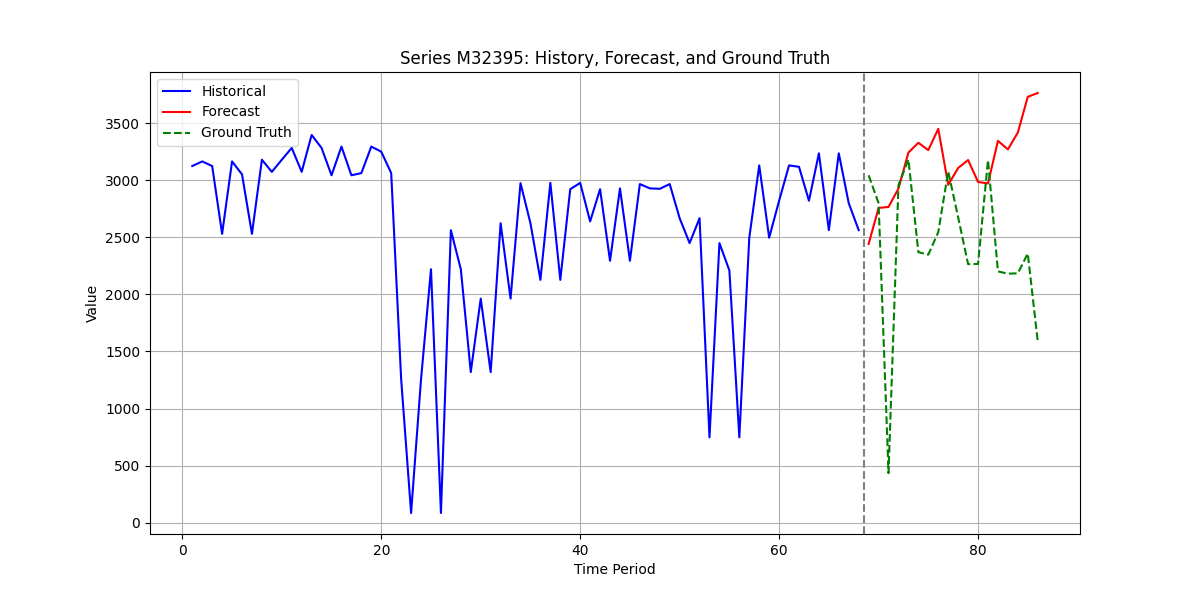 Series M32395: History, Forecast, and Ground Truth
Historical
Forecast
Ground Truth
3500
3000
2500
2000
1500
1000
500
0
Value
0 20 40 60 80
Time Period